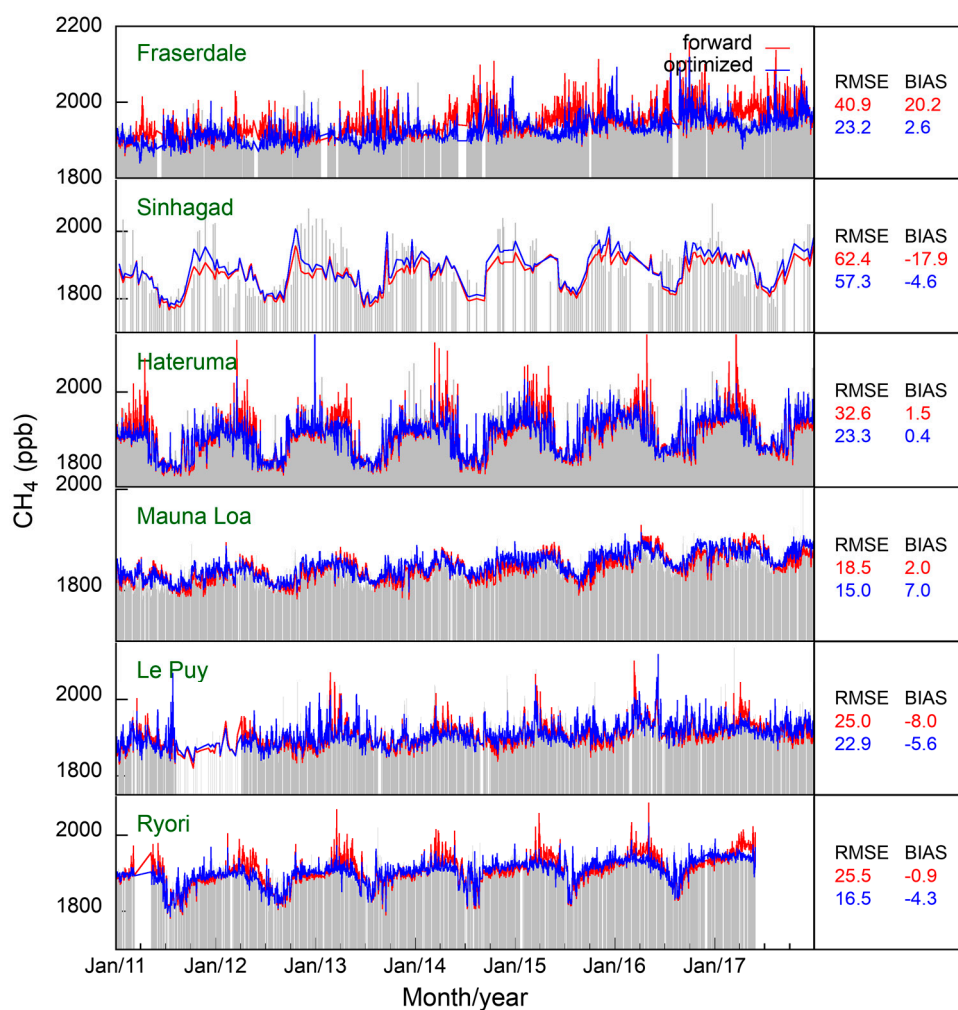 2200
Fraserdale
forward
optimized
2000
1800
RMSE BIAS
40.9 20.2
23.2 2.6
Sinhagad
2000
1800
RMSE BIAS
62.4 -17.9
57.3 -4.6
Hateruma
2000
1800
RMSE BIAS
32.6 1.5
23.3 0.4
2000
Mauna Loa
1800
RMSE BIAS
18.5 2.0
15.0 7.0
Le Puy
2000
1800
RMSE BIAS
25.0 -8.0
22.9 -5.6
Ryori
2000
1800
RMSE BIAS
25.5 -0.9
16.5 -4.3
CH4 (ppb)
Jan/11 Jan/12 Jan/13 Jan/14 Jan/15 Jan/16 Jan/17
Month/year